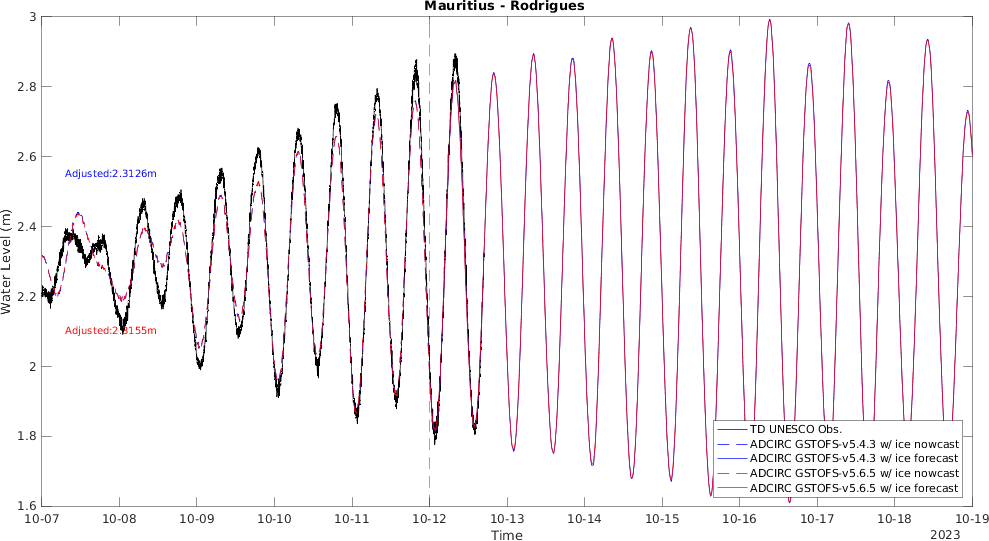 Mauritius - Rodrigues
3
2.8
2.6
2.4
2.2
2
1.8
1.6
Water Level (m)
Adjusted:2.3126m
Adjusted:2.3155m
TD UNESCO Obs.
ADCIRC GSTOFS-v5.4.3 w/ ice nowcast
ADCIRC GSTOFS-v5.4.3 w/ ice forecast
ADCIRC GSTOFS-v5.6.5 w/ ice nowcast
ADCIRC GSTOFS-v5.6.5 w/ ice forecast
10-07 10-08 10-09 10-10 10-11 10-12 10-13 10-14 10-15 10-16 10-17 10-18 10-19
Time
2023